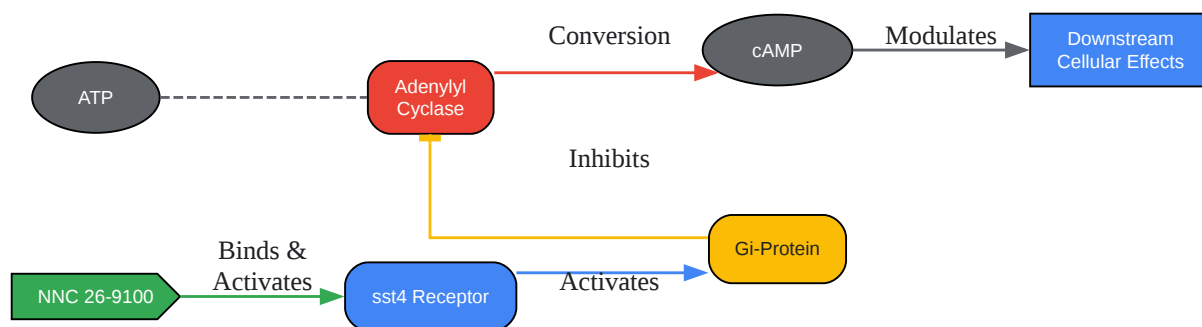 Conversion
cAMP
Modulates
Downstream
Cellular Effects
ATP
Adenylyl
Cyclase
Inhibits
Gi-Protein
Binds &
Activates
NNC 26-9100
sst4 Receptor
Activates